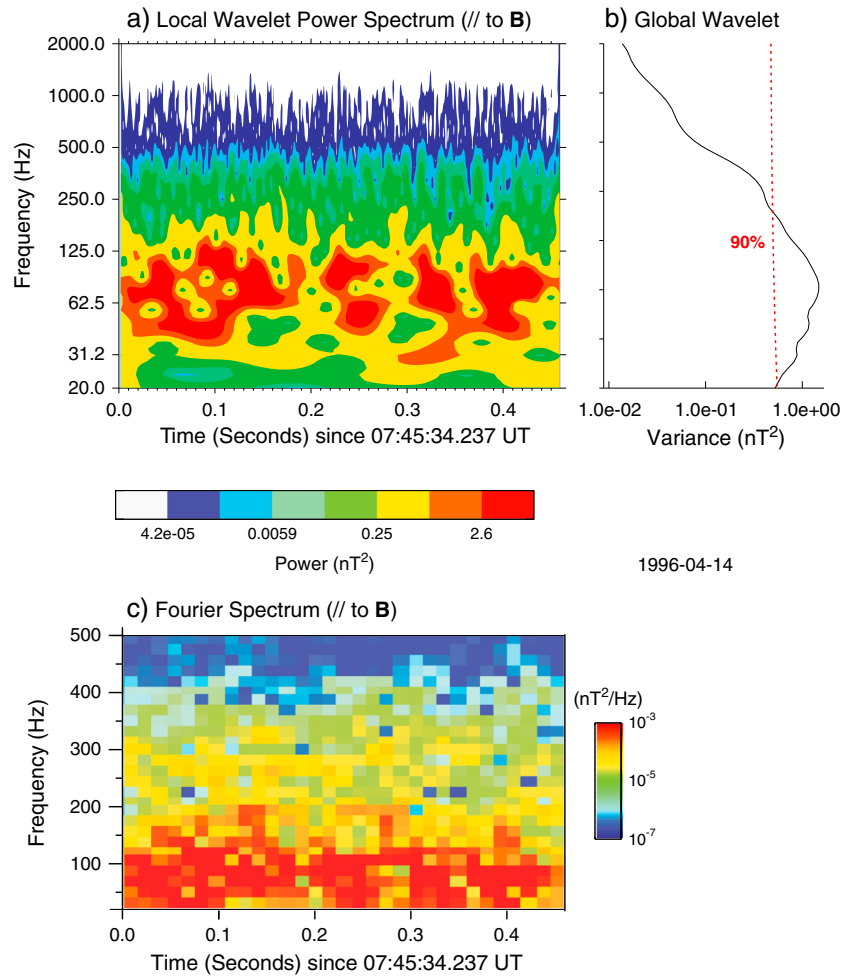 a) Local Wavelet Power Spectrum (// to B)
b) Global Wavelet
2000.0
1000.0
500.0
250.0
125.0
62.5
31.2
20.0
Frequency (Hz)
90%
0.0 0.1 0.2 0.3 0.4
1.0e-02 1.0e-01 1.0e+00
Time (Seconds) since 07:45:34.237 UT
Variance (nT²)
4.2e-05 0.0059 0.25 2.6
Power (nT²)
1996-04-14
c) Fourier Spectrum (// to B)
500
400
300
200
100
Frequency (Hz)
(nT²/Hz)
10⁻³
10⁻⁵
10⁻⁷
0.0 0.1 0.2 0.3 0.4
Time (Seconds) since 07:45:34.237 UT